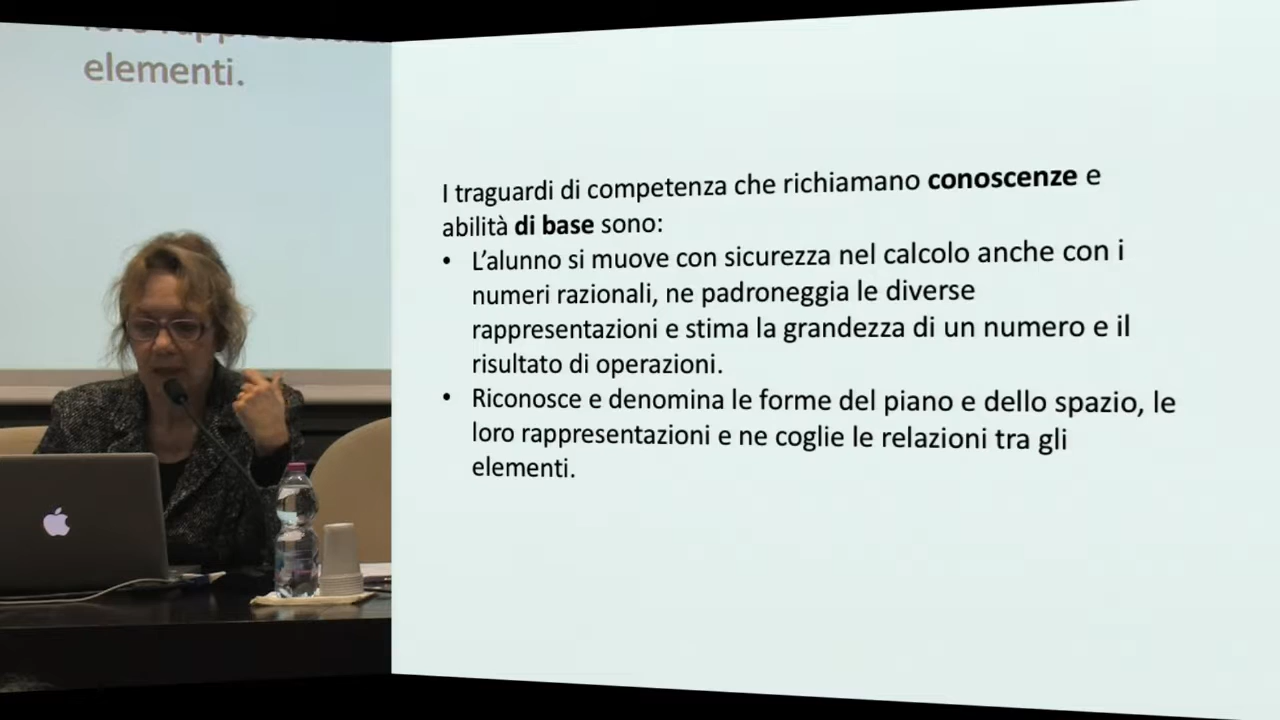 elementi.
I traguardi di competenza che richiamano conoscenze e
abilità di base sono:
• L’alunno si muove con sicurezza nel calcolo anche con i
numeri razionali, ne padroneggia le diverse
rappresentazioni e stima la grandezza di un numero e il
risultato di operazioni.
• Riconosce e denomina le forme del piano e dello spazio, le
loro rappresentazioni e ne coglie le relazioni tra gli
elementi.